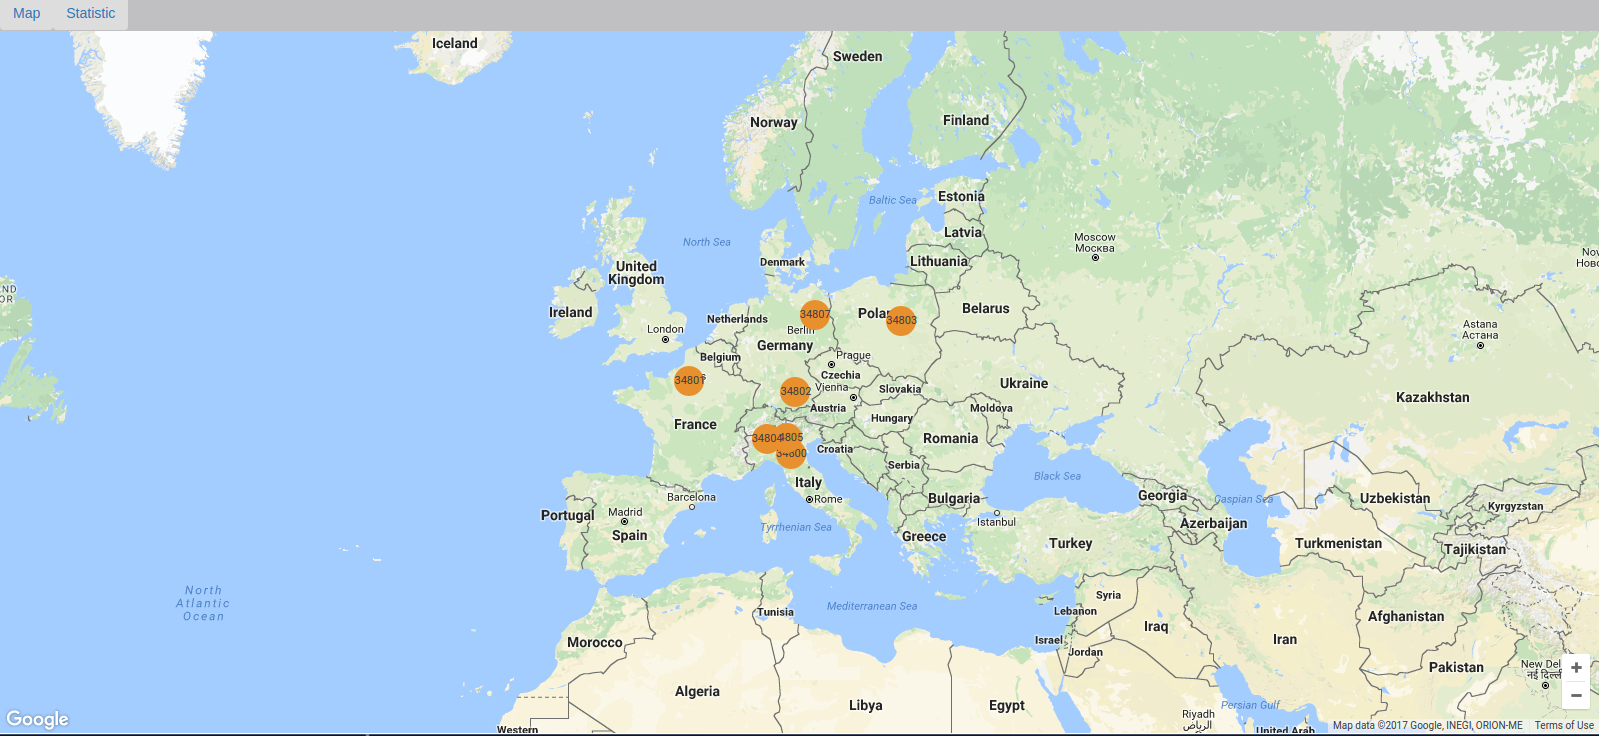 Map
Statistic
Iceland
Sweden
Norway
Finland
Baltic Sea
Estonia
North Sea
Latvia
Moscow
Москва
Denmark
Lithuania
United
Kingdom
Ireland
London
Netherlands
34807
Berlin
34803
Belarus
Astana
Астана
Germany
Belgium
Prague
Czechia
34801
34802
Vienna
Slovakia
Ukraine
Kazakhstan
Austria
Hungary
Moldova
France
34804
Croatia
Romania
34800
Serbia
Black Sea
Italy
Rome
Barcelona
Bulgaria
Georgia
Caspian Sea
Uzbekistan
Kyrgyzstan
Portugal
Madrid
Spain
Tyrrhenian Sea
Istanbul
Azerbaijan
Greece
Turkey
Turkmenistan
Tajikistan
North
Atlantic
Ocean
Tunisia
Mediterranean Sea
Syria
Lebanon
Iraq
Afghanistan
Morocco
Israel
Jordan
Iran
Pakistan
Algeria
Libya
Egypt
Persian Gulf
Riyadh
الرياض
Western
United Arab
Google
Map data ©2017 Google, INEGI, ORION-ME
Terms of Use